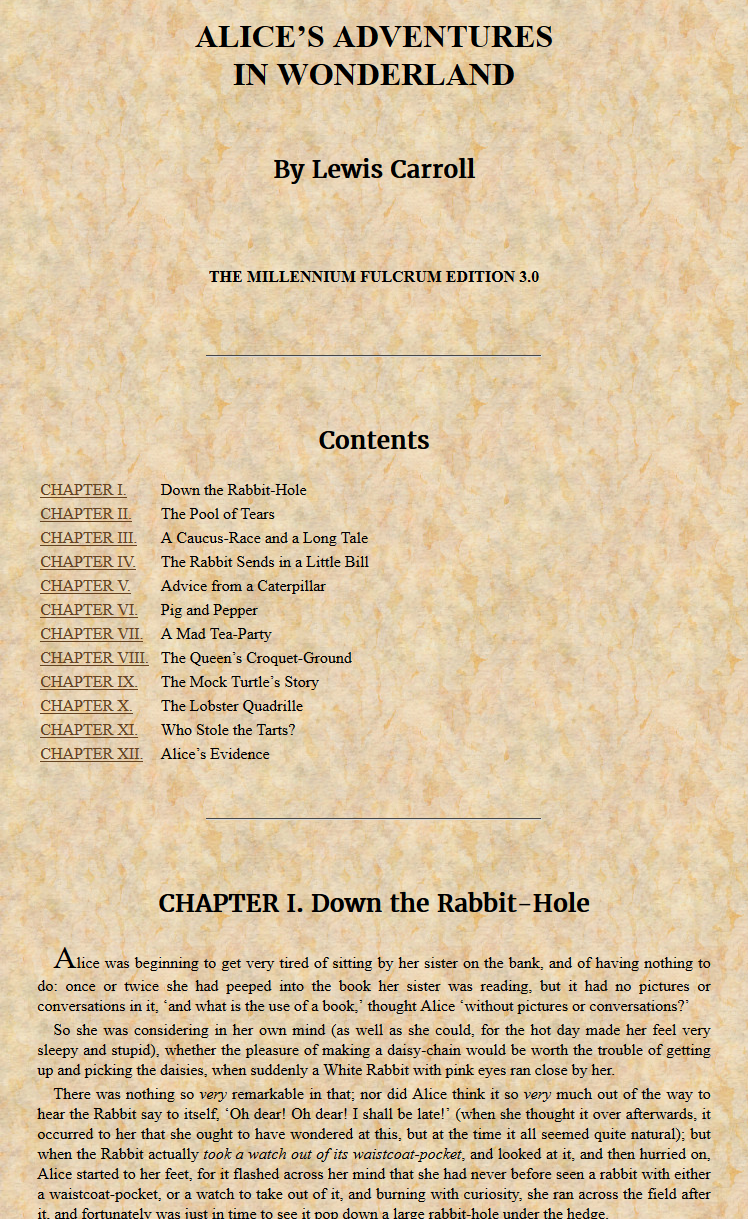 ALICE’S ADVENTURES
IN WONDERLAND
By Lewis Carroll
THE MILLENNIUM FULCRUM EDITION 3.0
Contents
CHAPTER I. Down the Rabbit-Hole
CHAPTER II. The Pool of Tears
CHAPTER III. A Caucus-Race and a Long Tale
CHAPTER IV. The Rabbit Sends in a Little Bill
CHAPTER V. Advice from a Caterpillar
CHAPTER VI. Pig and Pepper
CHAPTER VII. A Mad Tea-Party
CHAPTER VIII. The Queen’s Croquet-Ground
CHAPTER IX. The Mock Turtle’s Story
CHAPTER X. The Lobster Quadrille
CHAPTER XI. Who Stole the Tarts?
CHAPTER XII. Alice’s Evidence
CHAPTER I. Down the Rabbit-Hole
Alice was beginning to get very tired of sitting by her sister on the bank, and of having nothing to
do: once or twice she had peeped into the book her sister was reading, but it had no pictures or
conversations in it, ‘and what is the use of a book,’ thought Alice ‘without pictures or conversations?’
So she was considering in her own mind (as well as she could, for the hot day made her feel very
sleepy and stupid), whether the pleasure of making a daisy-chain would be worth the trouble of getting
up and picking the daisies, when suddenly a White Rabbit with pink eyes ran close by her.
There was nothing so very remarkable in that; nor did Alice think it so very much out of the way to
hear the Rabbit say to itself, ‘Oh dear! Oh dear! I shall be late!’ (when she thought it over afterwards, it
occurred to her that she ought to have wondered at this, but at the time it all seemed quite natural); but
when the Rabbit actually took a watch out of its waistcoat-pocket, and looked at it, and then hurried on,
Alice started to her feet, for it flashed across her mind that she had never before seen a rabbit with either
a waistcoat-pocket, or a watch to take out of it, and burning with curiosity, she ran across the field after
it, and fortunately was just in time to see it pop down a large rabbit-hole under the hedge.